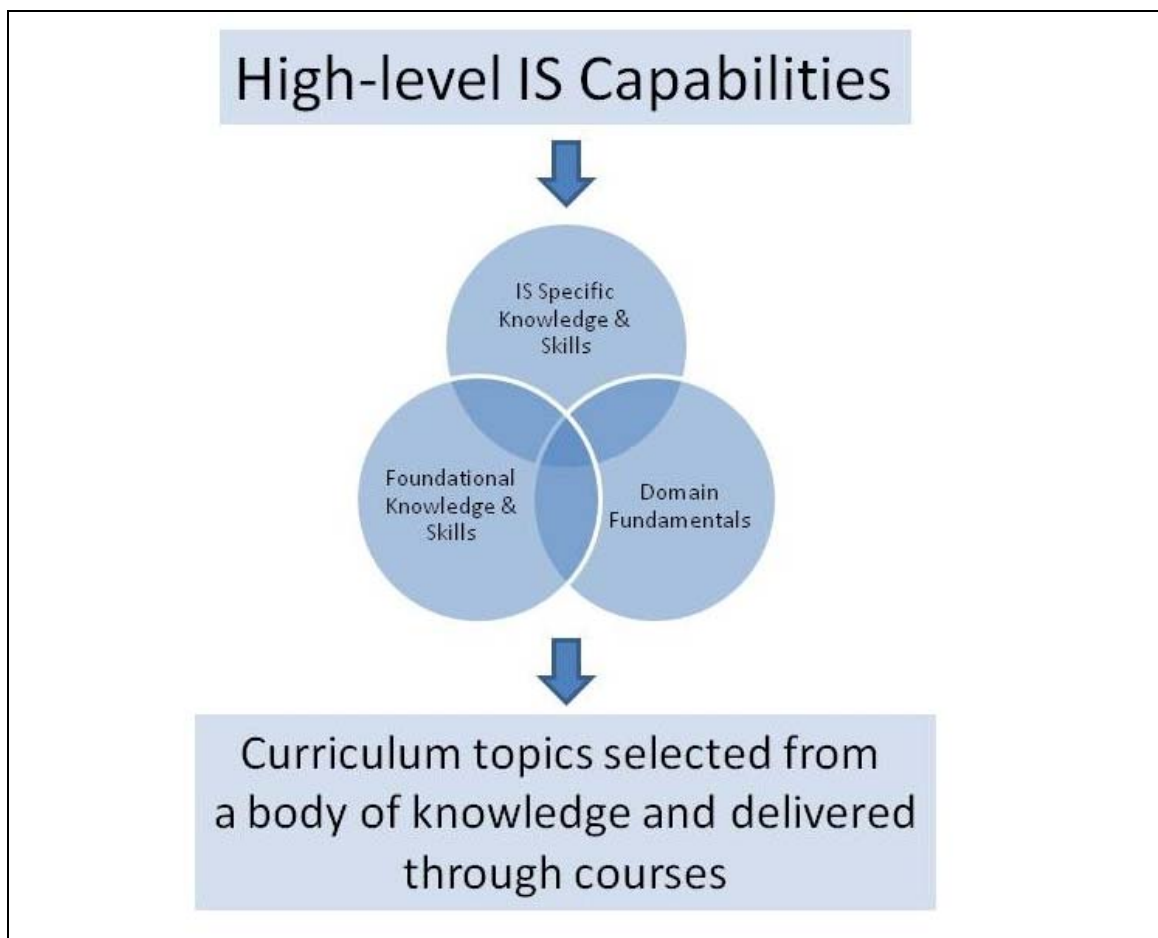 High-level IS Capabilities
IS Specific
Knowledge &
Skills
Foundational
Knowledge &
Skills
Domain
Fundamentals
Curriculum topics selected from
a body of knowledge and delivered
through courses